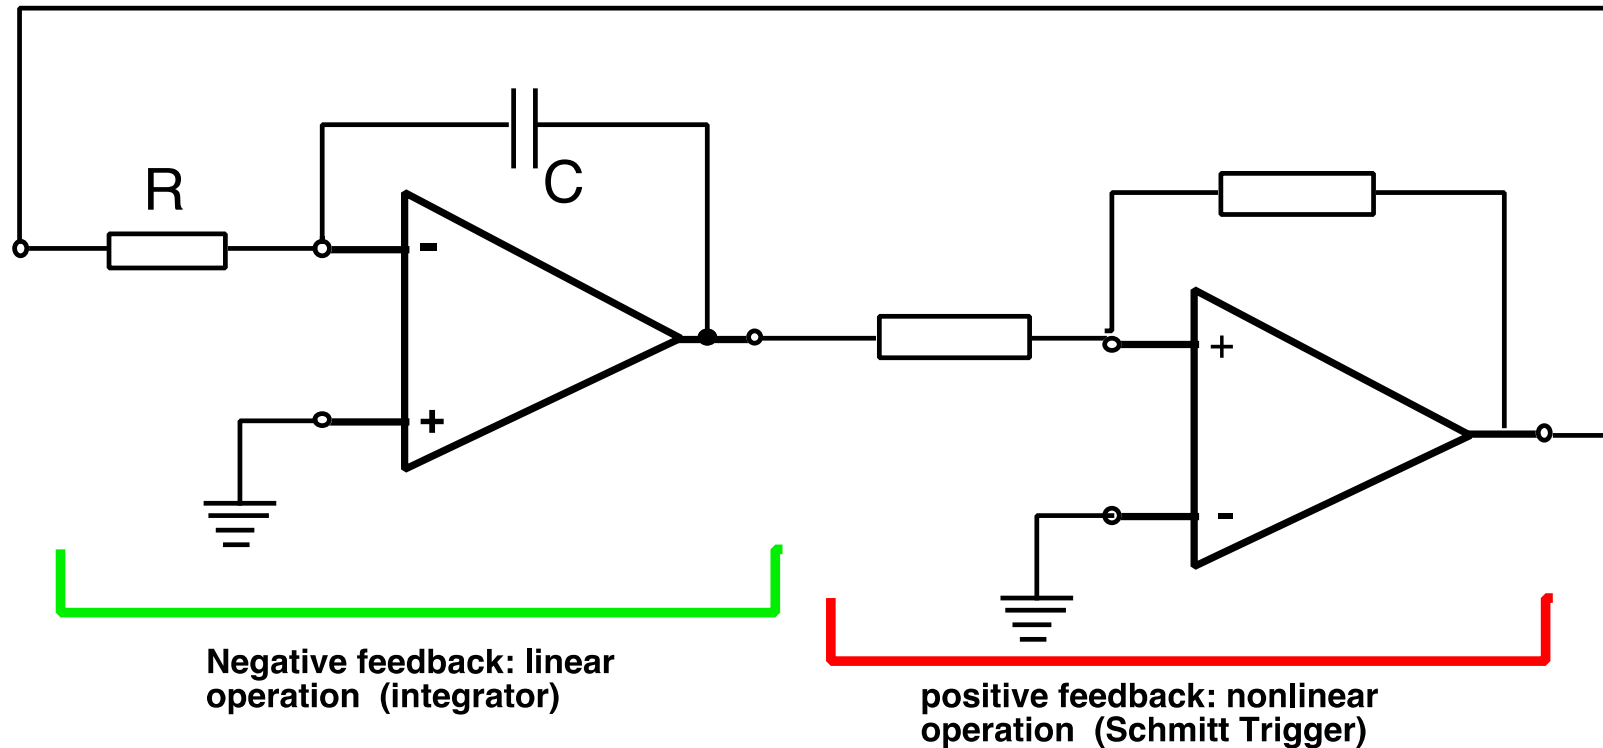 R
C
-
+
+
-
Negative feedback: linear
operation (integrator)
positive feedback: nonlinear
operation (Schmitt Trigger)